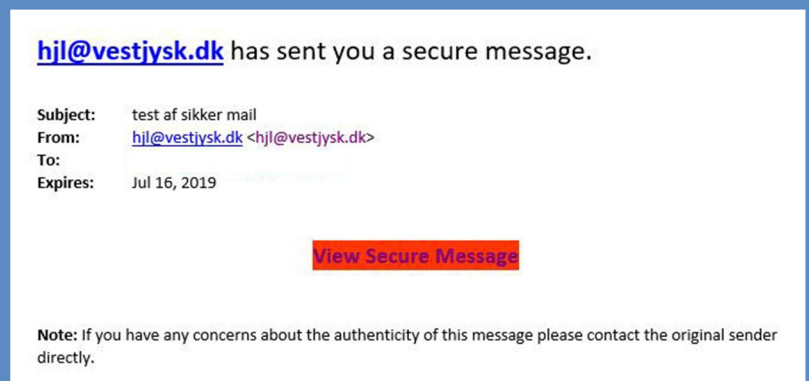 hjl@vestjysk.dk has sent you a secure message.
Subject: test af sikker mail
From: hjl@vestjysk.dk <hjl@vestjysk.dk>
To:
Expires: Jul 16, 2019
View Secure Message
Note: If you have any concerns about the authenticity of this message please contact the original sender
directly.